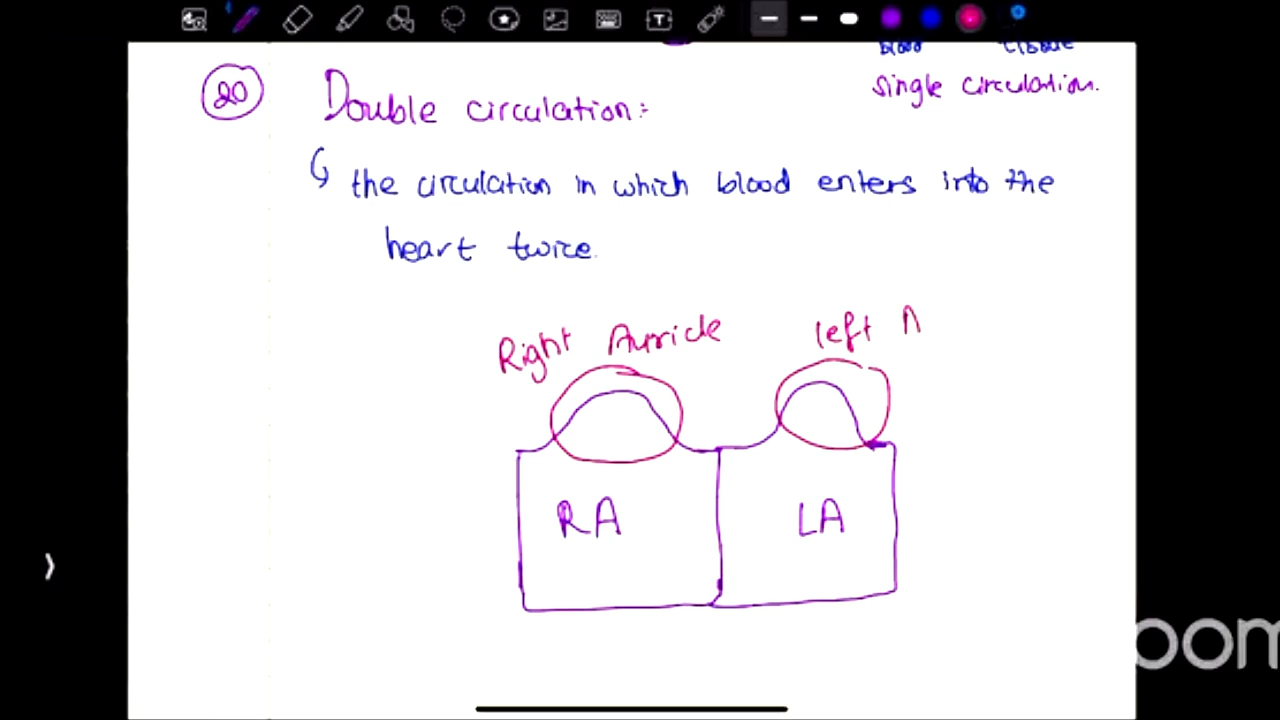 single circulation.
20 Double circulation:
the circulation in which blood enters into the
heart twice.
Right Auricle left A
RA LA
oom